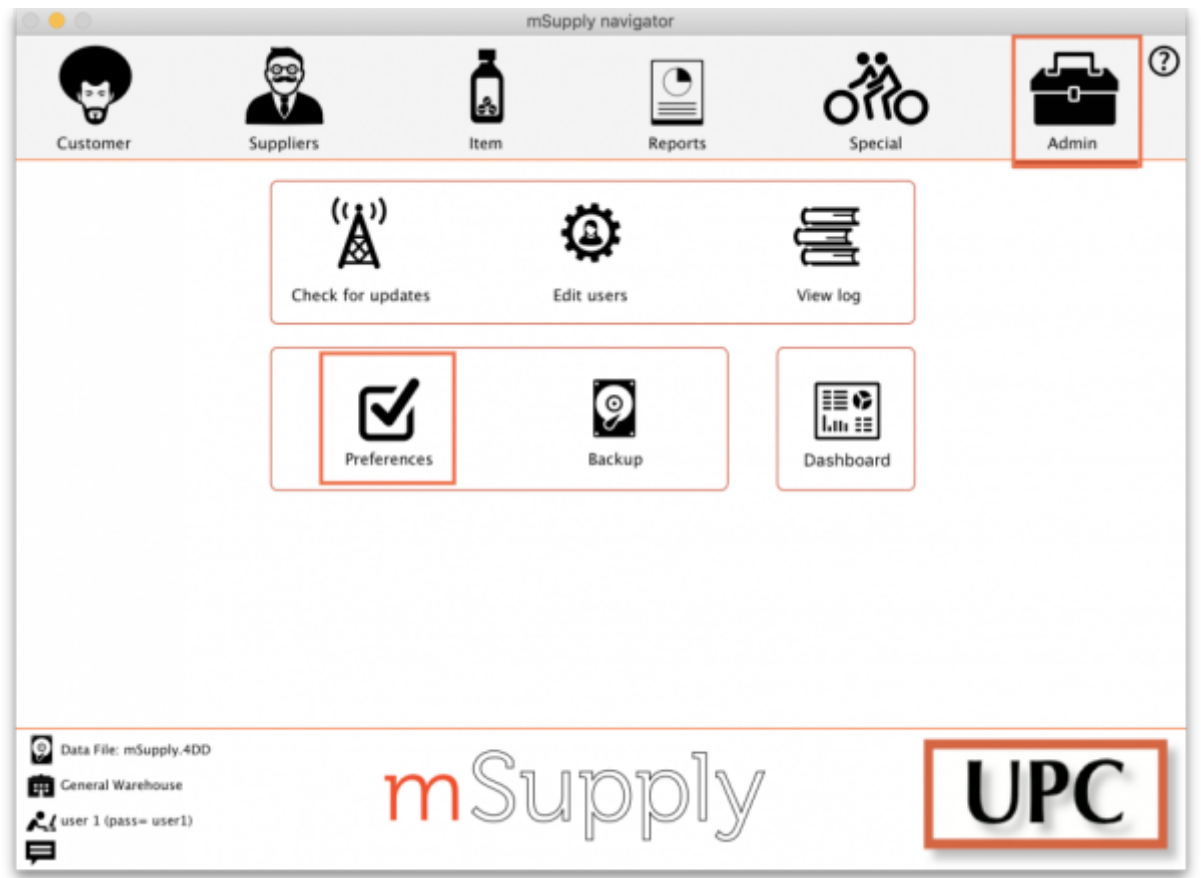 mSupply navigator
Customer Suppliers Item Reports Special Admin ?
Check for updates Edit users View log
Preferences Backup Dashboard
Data File: mSupply.4DD
General Warehouse
user 1 (pass= user1)
mSupply
UPC